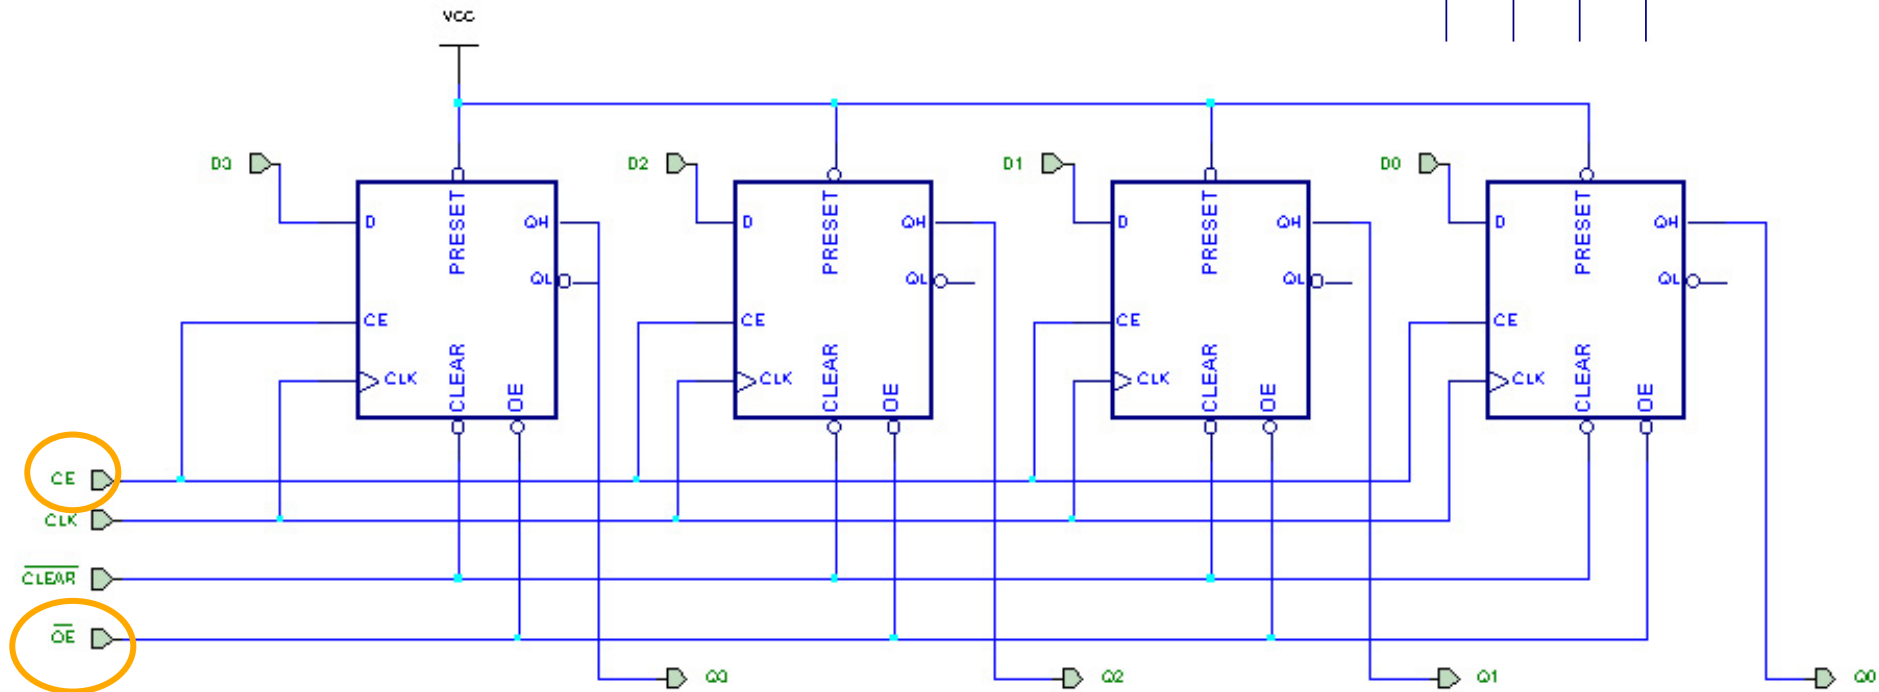 VCC
D3 D2 D1 D0
D PRESET QH D PRESET QH D PRESET QH D PRESET QH
QL QL QL QL
CE CE CE CE
CLK CLEAR OE CLK CLEAR OE CLK CLEAR OE CLK CLEAR OE
CE
CLK
CLEAR
OE
Q3 Q2 Q1 Q0